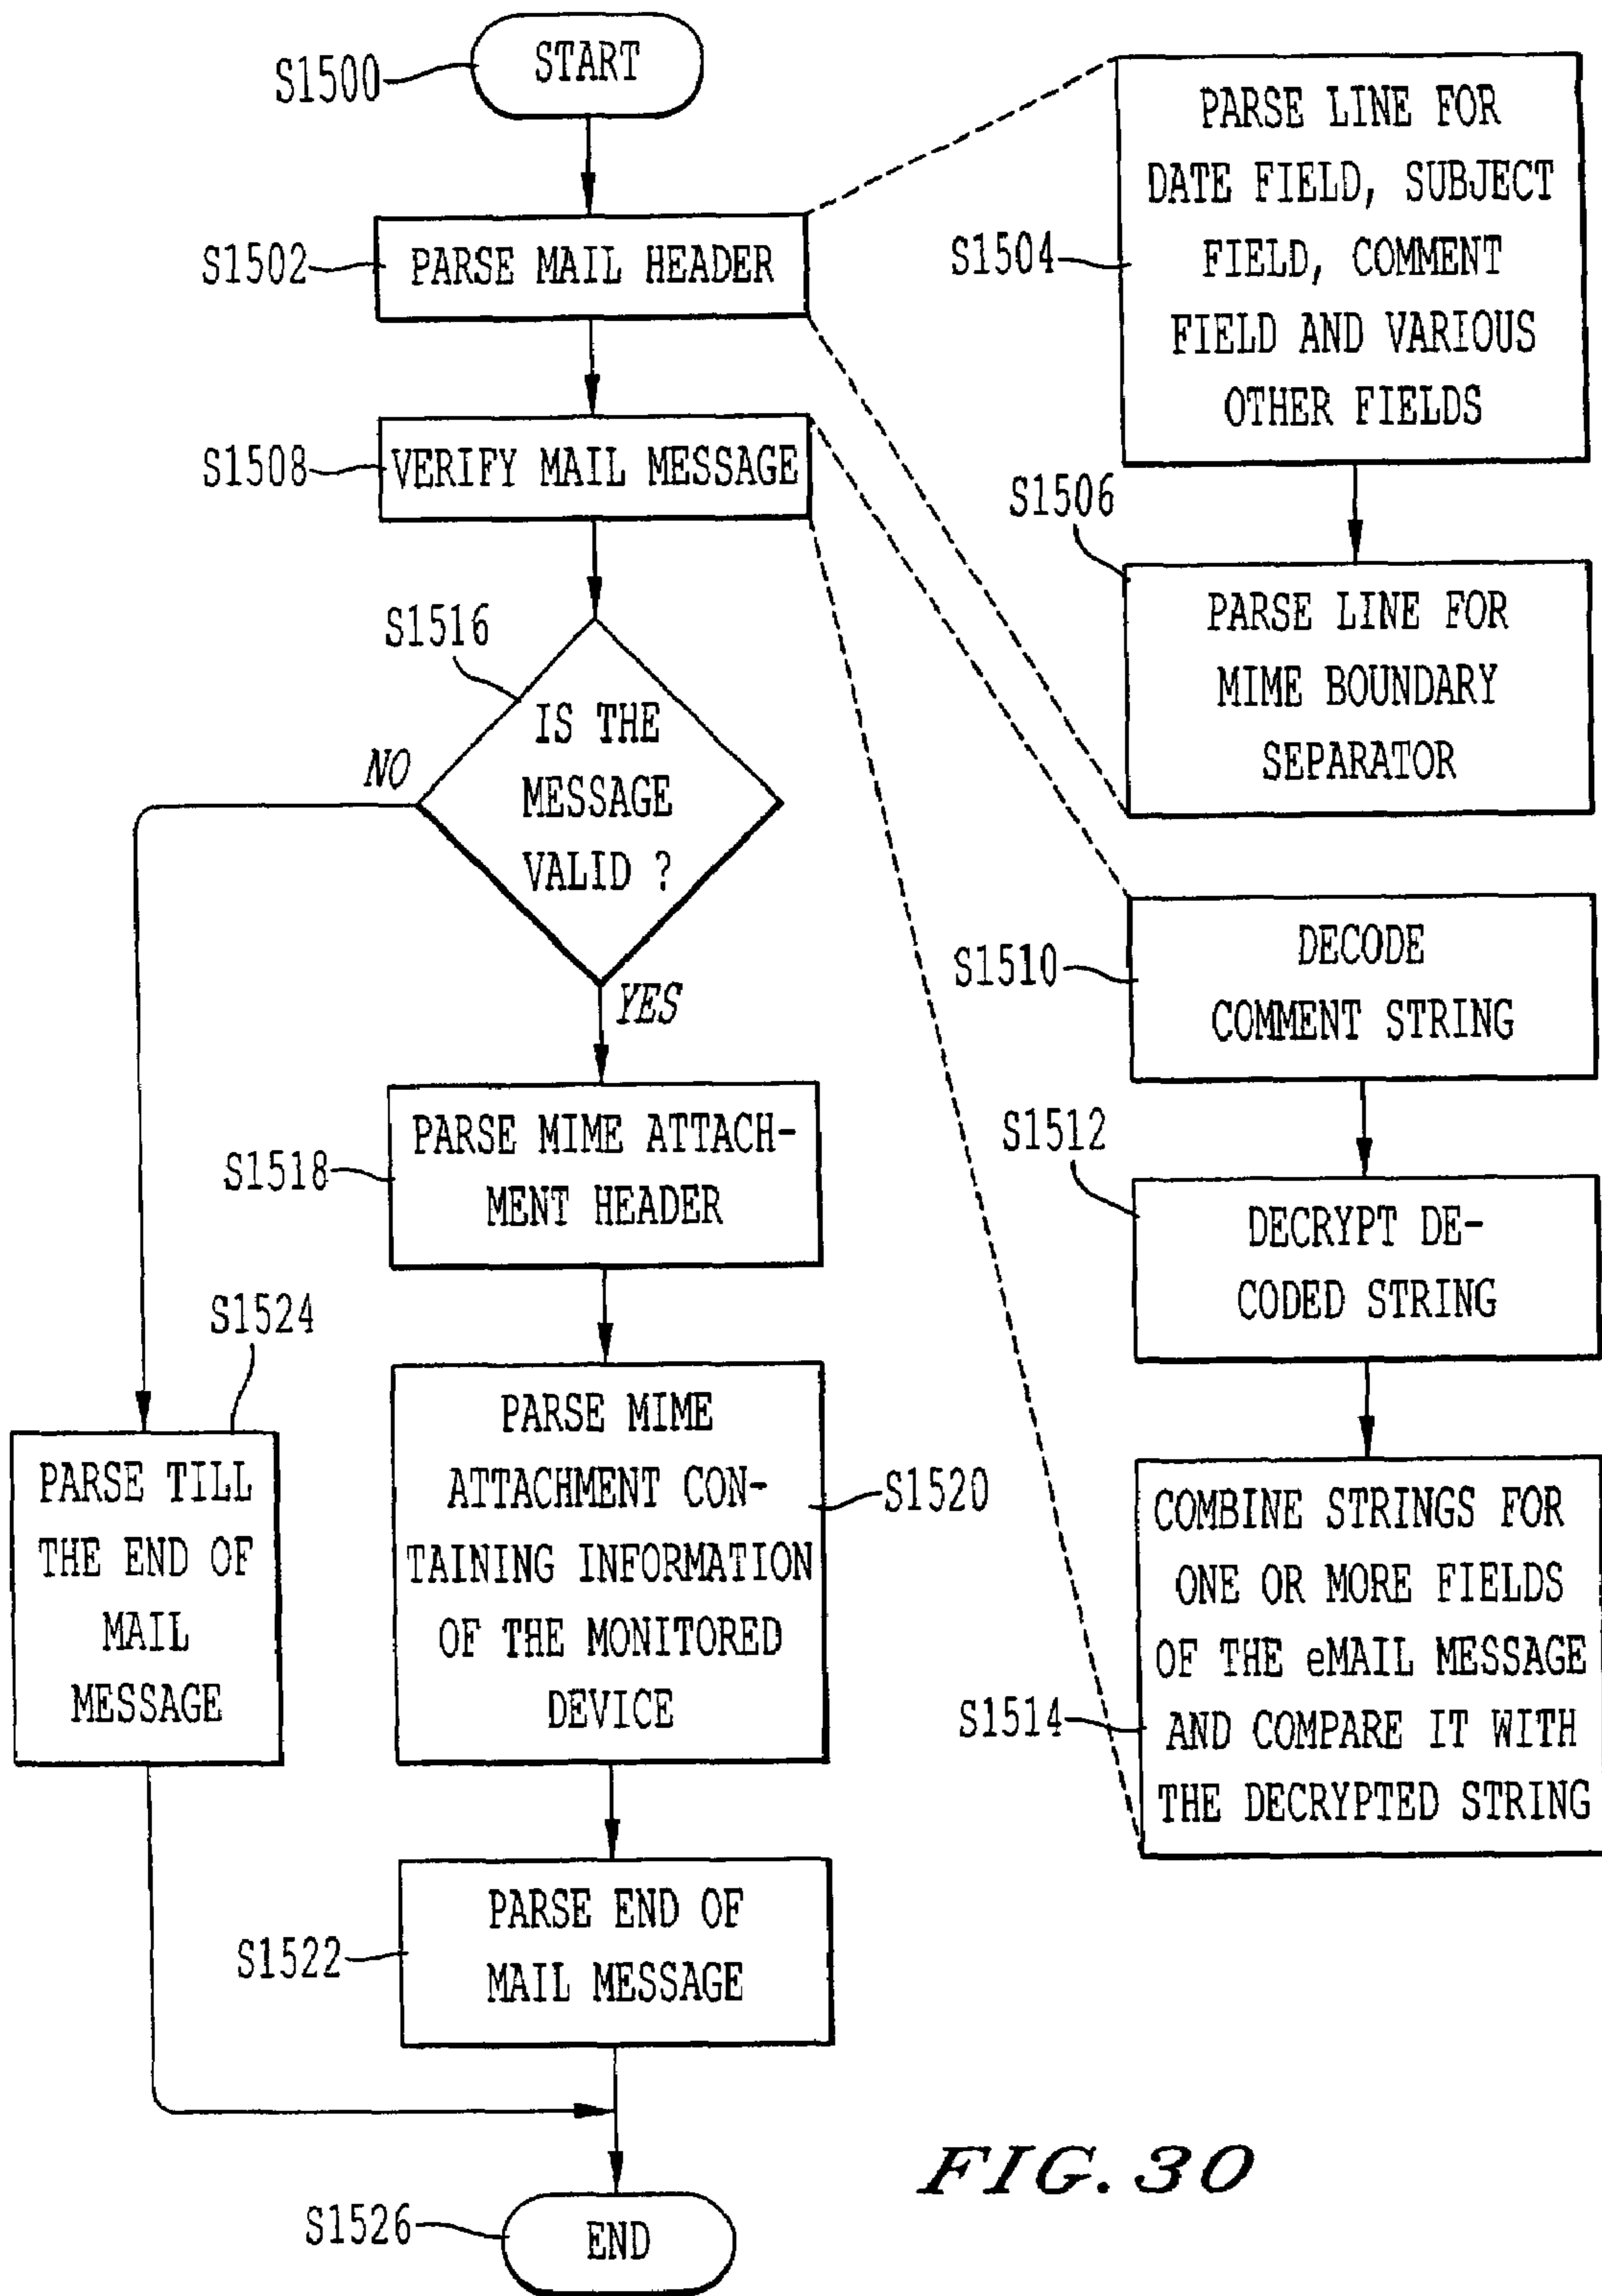 S1500
START
S1502
PARSE MAIL HEADER
S1504
PARSE LINE FOR
DATE FIELD, SUBJECT
FIELD, COMMENT
FIELD AND VARIOUS
OTHER FIELDS
S1506
PARSE LINE FOR
MIME BOUNDARY
SEPARATOR
S1508
VERIFY MAIL MESSAGE
S1510
DECODE
COMMENT STRING
S1512
DECRYPT DE-
CODED STRING
S1514
COMBINE STRINGS FOR
ONE OR MORE FIELDS
OF THE eMAIL MESSAGE
AND COMPARE IT WITH
THE DECRYPTED STRING
S1516
IS THE
MESSAGE
VALID ?
NO
YES
S1518
PARSE MIME ATTACH-
MENT HEADER
S1520
PARSE MIME
ATTACHMENT CON-
TAINING INFORMATION
OF THE MONITORED
DEVICE
S1522
PARSE END OF
MAIL MESSAGE
S1524
PARSE TILL
THE END OF
MAIL
MESSAGE
S1526
END
FIG. 30